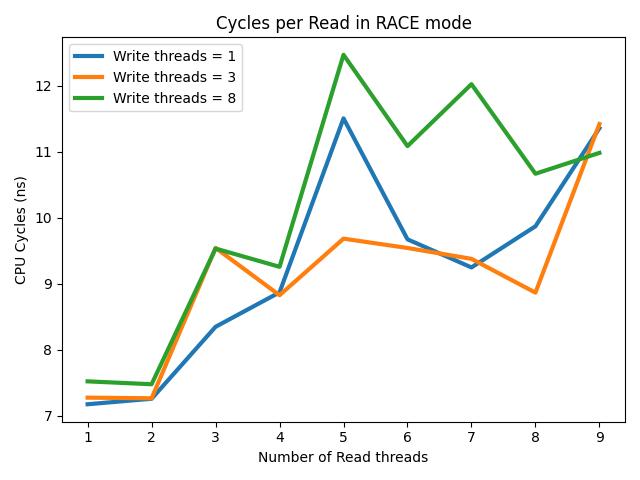 Cycles per Read in RACE mode
Write threads = 1
Write threads = 3
Write threads = 8
CPU Cycles (ns)
12
11
10
9
8
7
1 2 3 4 5 6 7 8 9
Number of Read threads